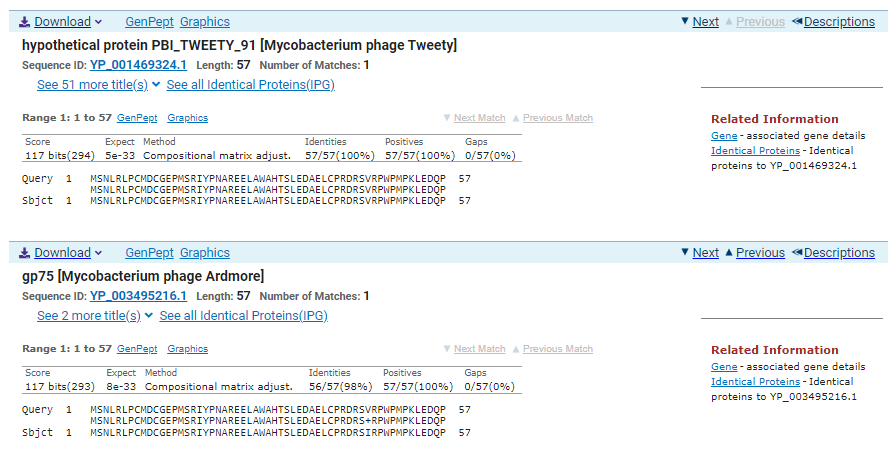 Download GenPept Graphics Next Previous Descriptions
hypothetical protein PBI_TWEETY_91 [Mycobacterium phage Tweety]
Sequence ID: YP_001469324.1 Length: 57 Number of Matches: 1
See 51 more title(s) See all Identical Proteins(IPG)
Range 1: 1 to 57 GenPept Graphics Next Match Previous Match
Score Expect Method Identities Positives Gaps
117 bits(294) 5e-33 Compositional matrix adjust. 57/57(100%) 57/57(100%) 0/57(0%)
Query 1 MSNLRLPCMDCGEPMSRIYPNAREELAWAHTSLEDAELCPRDRSVRPWPMPKLEDQP 57
MSNLRLPCMDCGEPMSRIYPNAREELAWAHTSLEDAELCPRDRSVRPWPMPKLEDQP
Sbjct 1 MSNLRLPCMDCGEPMSRIYPNAREELAWAHTSLEDAELCPRDRSVRPWPMPKLEDQP 57
Related Information
Gene - associated gene details
Identical Proteins - Identical
proteins to YP_001469324.1
Download GenPept Graphics Next Previous Descriptions
gp75 [Mycobacterium phage Ardmore]
Sequence ID: YP_003495216.1 Length: 57 Number of Matches: 1
See 2 more title(s) See all Identical Proteins(IPG)
Range 1: 1 to 57 GenPept Graphics Next Match Previous Match
Score Expect Method Identities Positives Gaps
117 bits(293) 8e-33 Compositional matrix adjust. 56/57(98%) 57/57(100%) 0/57(0%)
Query 1 MSNLRLPCMDCGEPMSRIYPNAREELAWAHTSLEDAELCPRDRSVRPWPMPKLEDQP 57
MSNLRLPCMDCGEPMSRIYPNAREELAWAHTSLEDAELCPRDRS+RPWPMPKLEDQP
Sbjct 1 MSNLRLPCMDCGEPMSRIYPNAREELAWAHTSLEDAELCPRDRSIRPWPMPKLEDQP 57
Related Information
Gene - associated gene details
Identical Proteins - Identical
proteins to YP_003495216.1